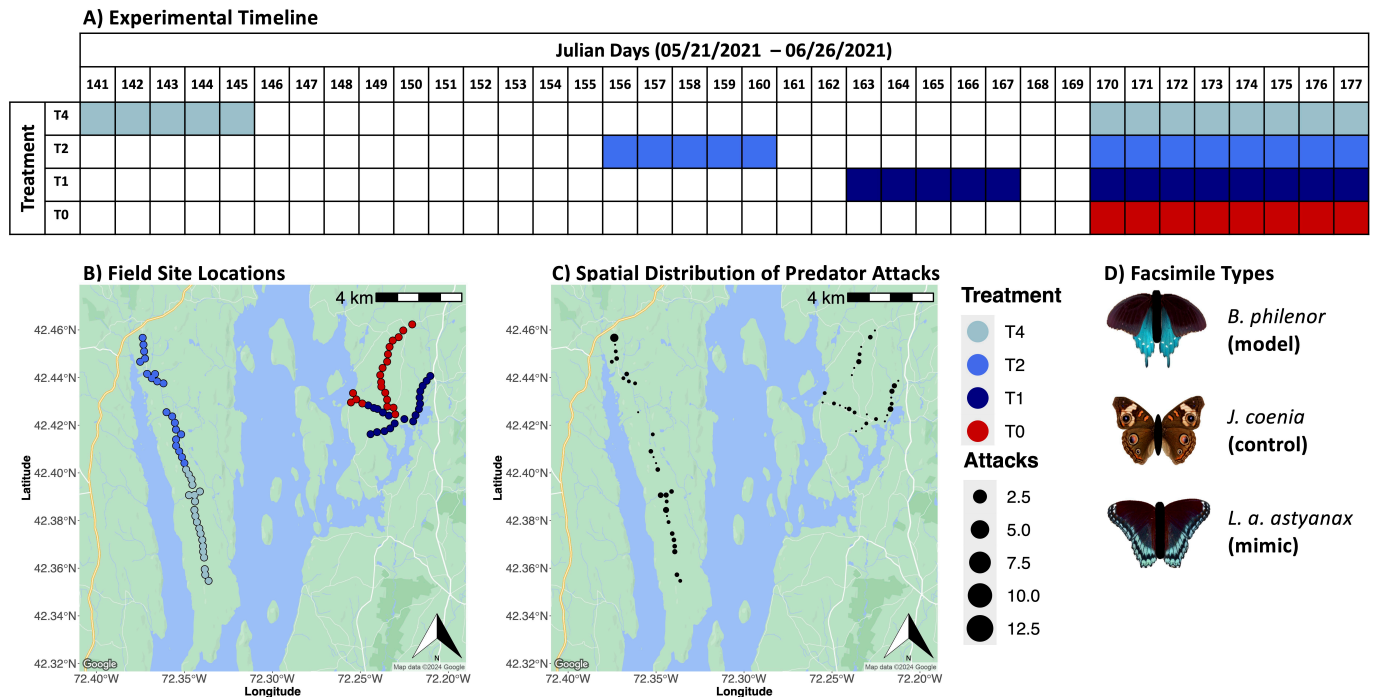 A) Experimental Timeline
Julian Days (05/21/2021 – 06/26/2021)
141 142 143 144 145 146 147 148 149 150 151 152 153 154 155 156 157 158 159 160 161 162 163 164 165 166 167 168 169 170 171 172 173 174 175 176 177
Treatment
T4
T2
T1
T0
B) Field Site Locations
4 km
42.46°N
42.44°N
42.42°N
42.40°N
42.38°N
42.36°N
42.34°N
42.32°N
Latitude
N
Google
Map data ©2024 Google
72.40°W 72.35°W 72.30°W 72.25°W 72.20°W
Longitude
C) Spatial Distribution of Predator Attacks
4 km
42.46°N
42.44°N
42.42°N
42.40°N
42.38°N
42.36°N
42.34°N
42.32°N
Latitude
N
Google
Map data ©2024 Google
72.40°W 72.35°W 72.30°W 72.25°W 72.20°W
Longitude
Treatment
T4
T2
T1
T0
Attacks
2.5
5.0
7.5
10.0
12.5
D) Facsimile Types
B. philenor
(model)
J. coenia
(control)
L. a. astyanax
(mimic)